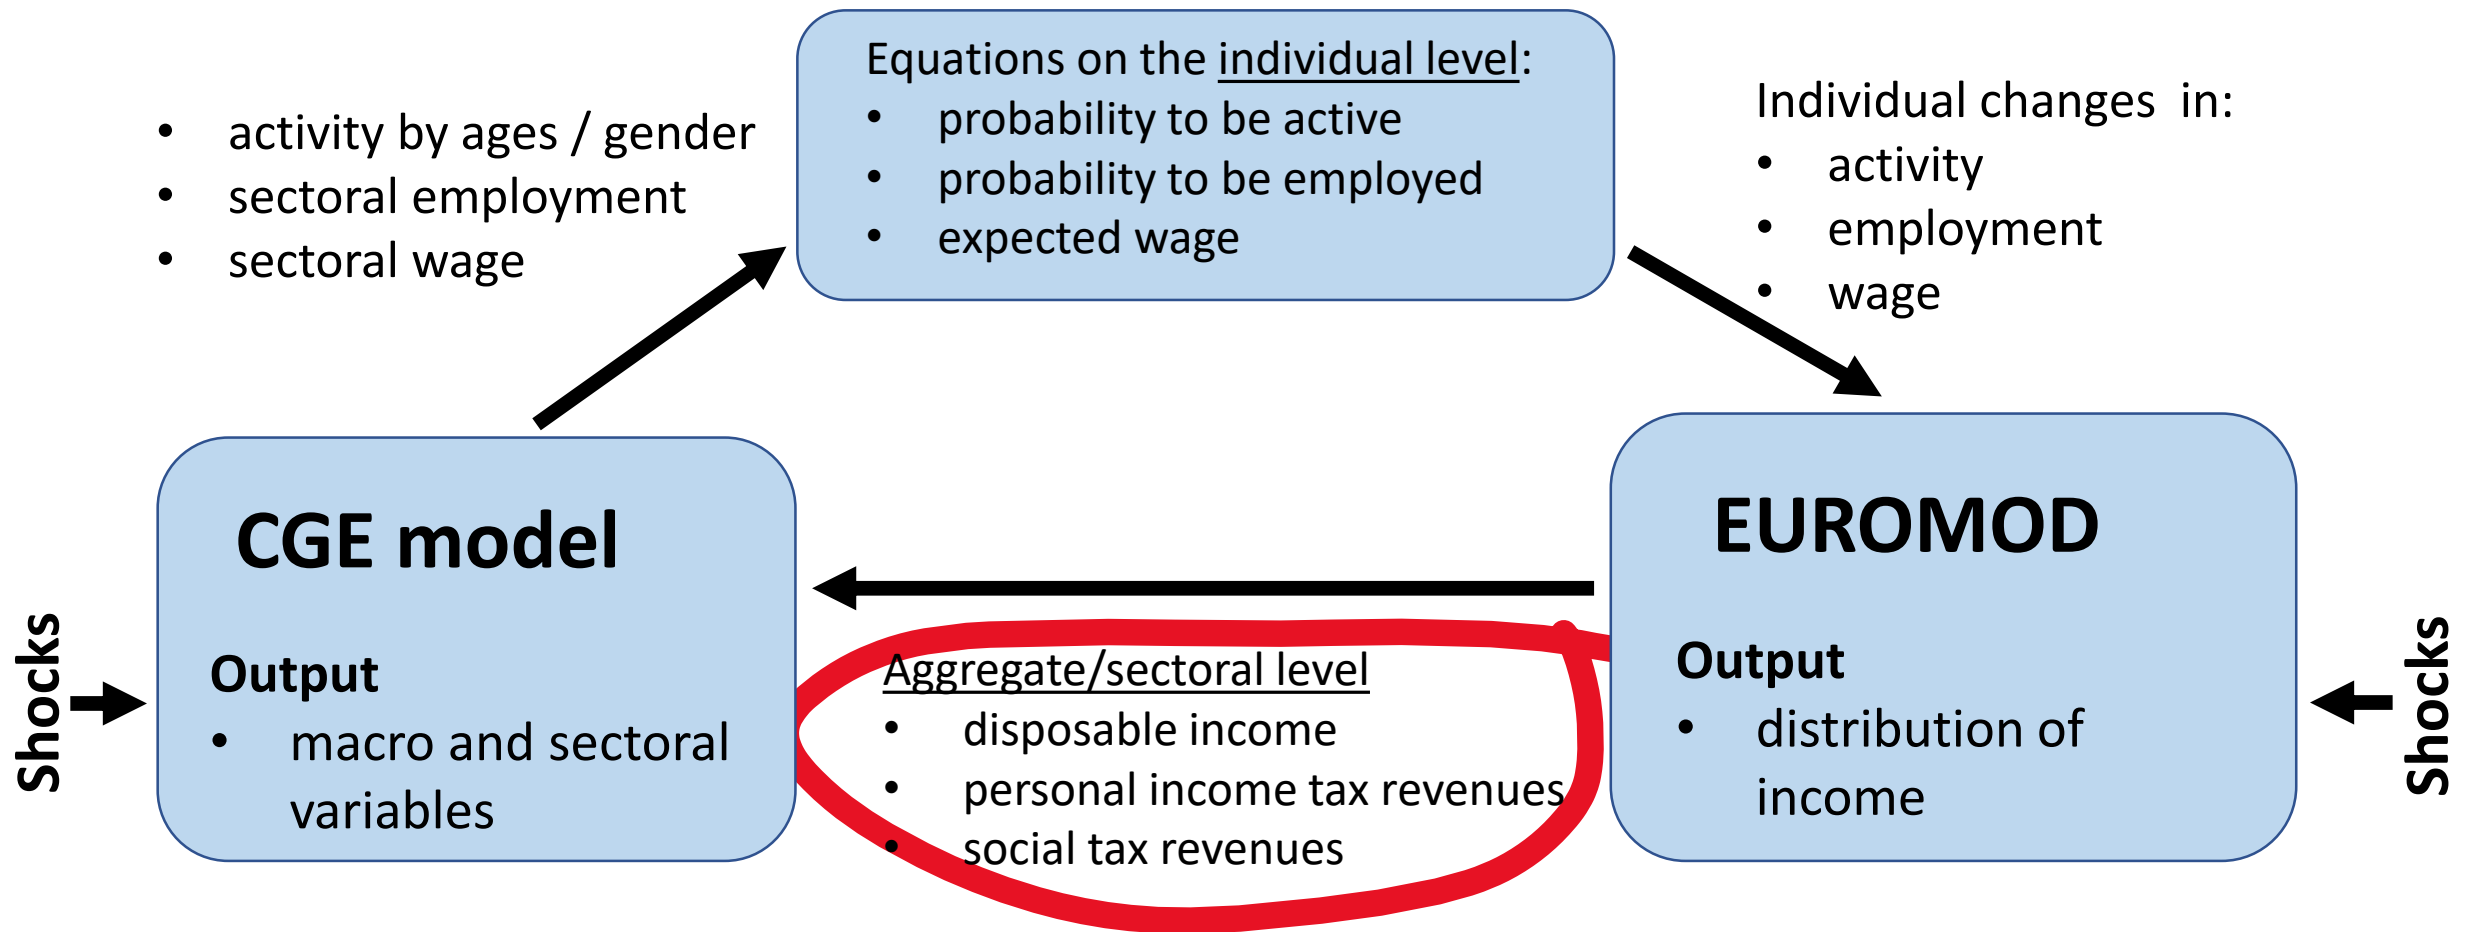 Equations on the individual level:
• probability to be active
• probability to be employed
• expected wage
• activity by ages / gender
• sectoral employment
• sectoral wage
Individual changes in:
• activity
• employment
• wage
CGE model
Output
• macro and sectoral
variables
Shocks
Aggregate/sectoral level
• disposable income
• personal income tax revenues
• social tax revenues
EUROMOD
Output
• distribution of
income
Shocks